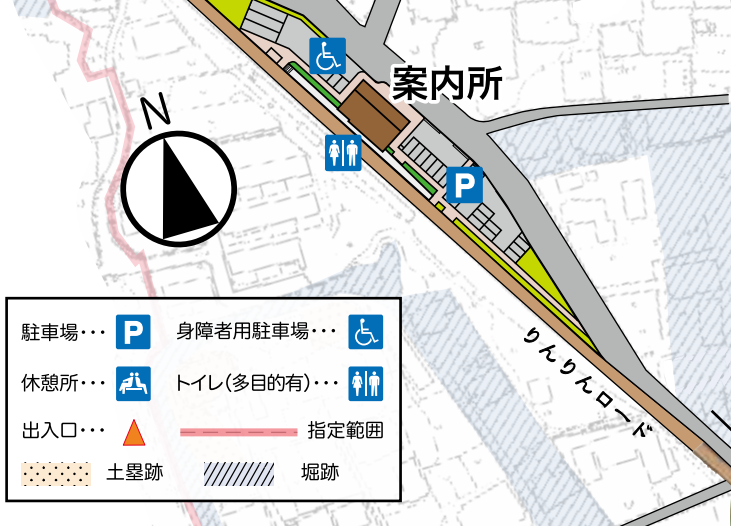 案内所
N
P
りんりんロード
駐車場･･･ P
身障者用駐車場･･･
休憩所･･･
トイレ(多目的有)･･･
出入口･･･
指定範囲
土塁跡
堀跡